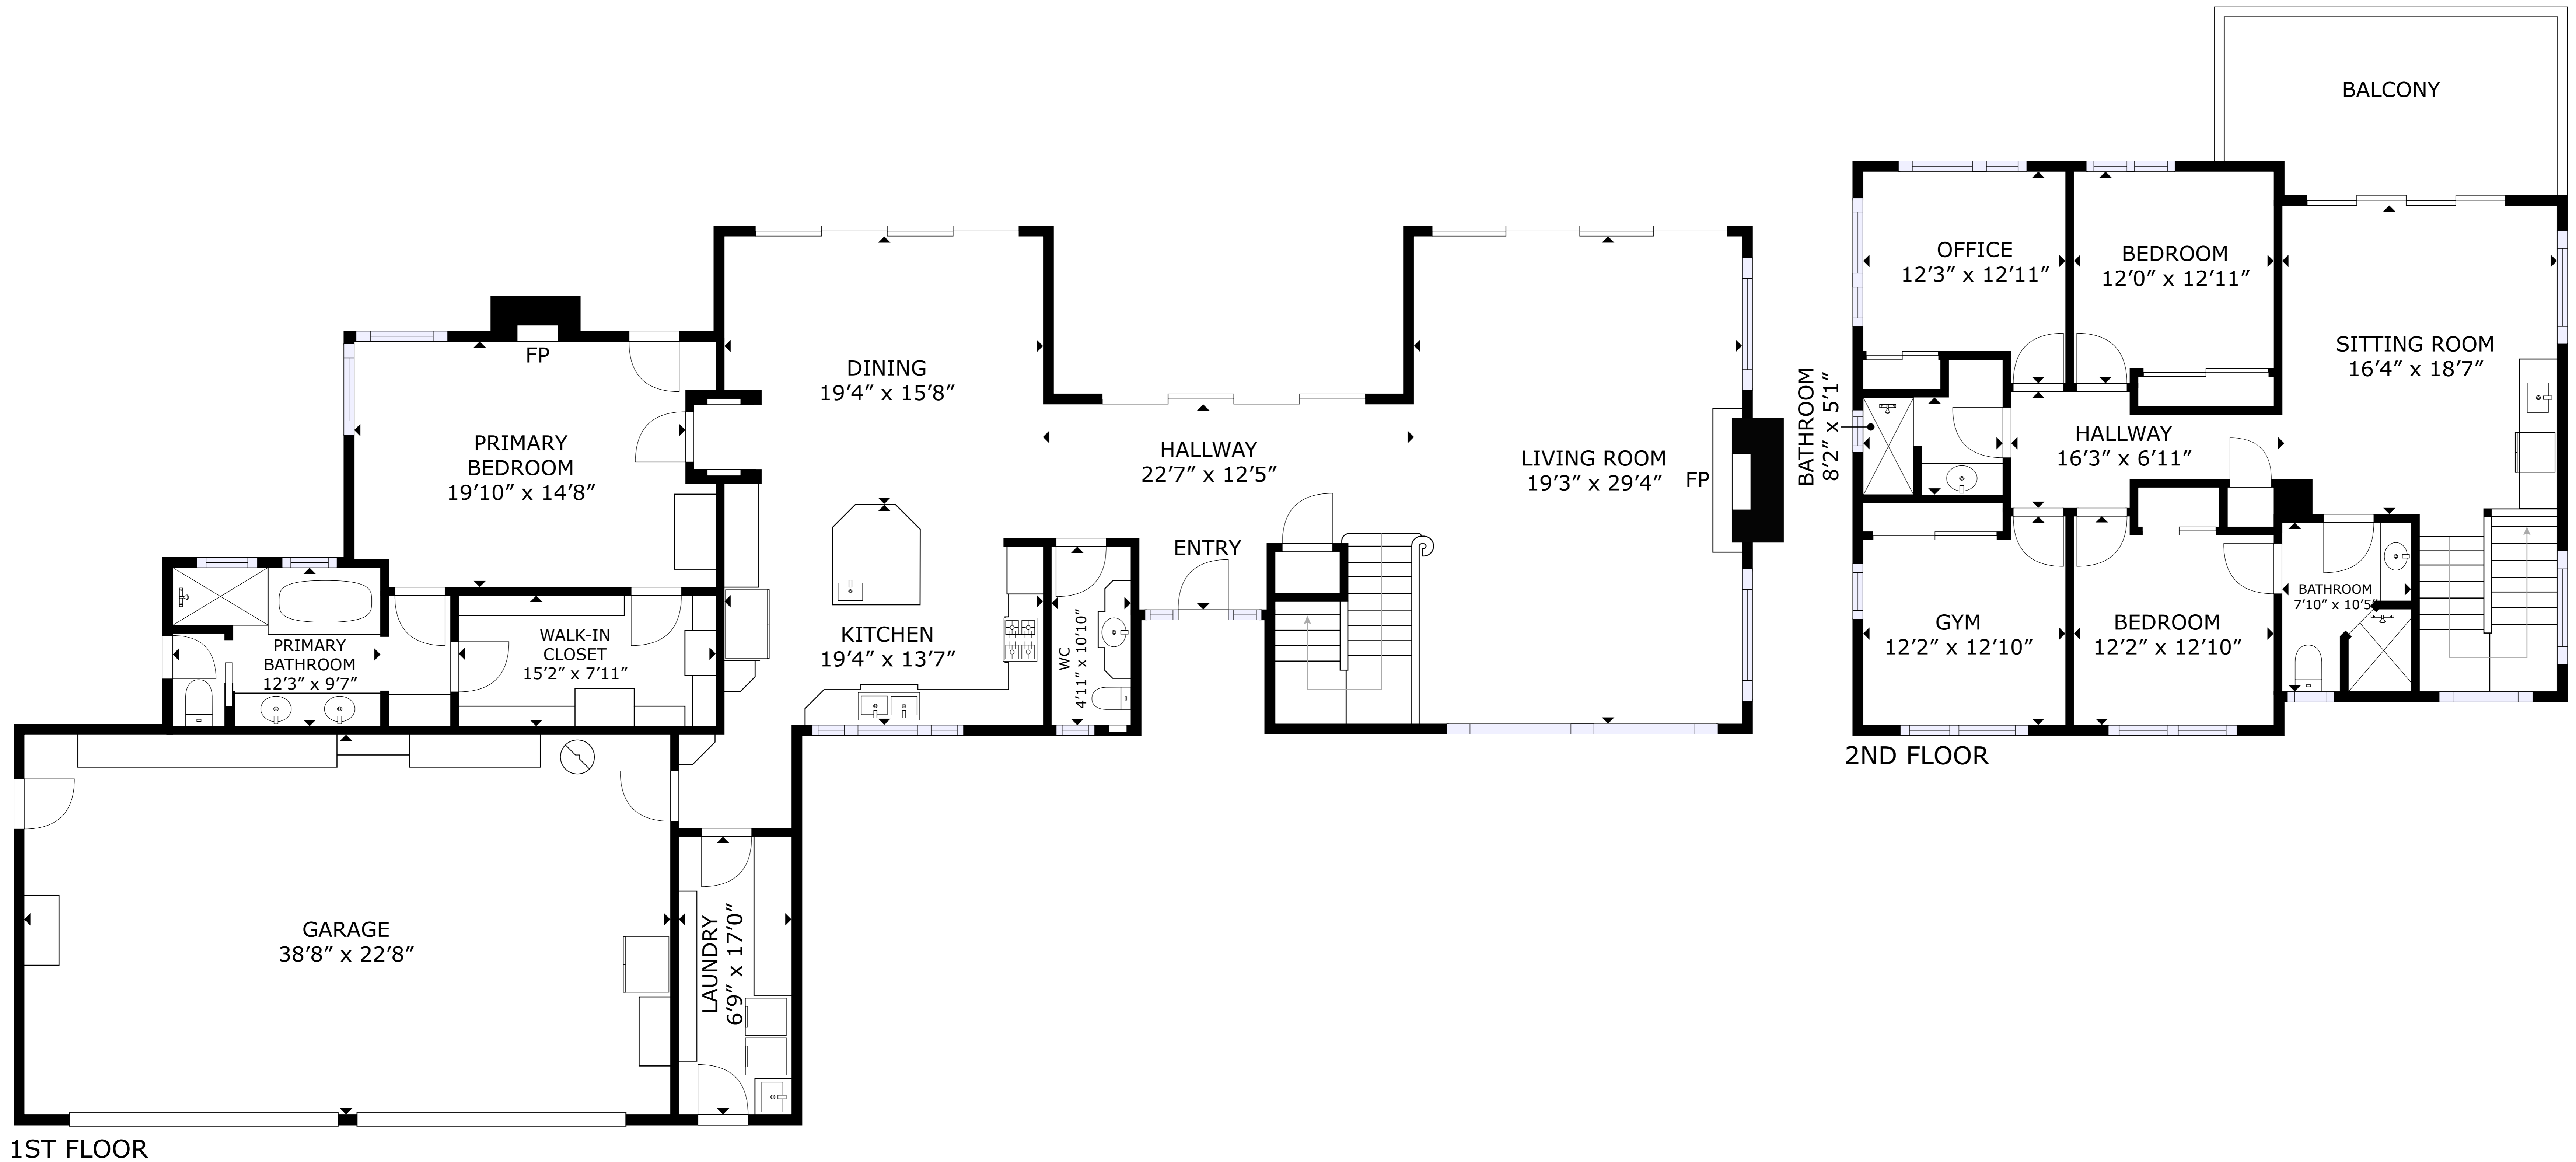 BALCONY
OFFICE
12'3" x 12'11"
BEDROOM
12'0" x 12'11"
SITTING ROOM
16'4" x 18'7"
BATHROOM
8'2" x 5'1"
HALLWAY
16'3" x 6'11"
GYM
12'2" x 12'10"
BEDROOM
12'2" x 12'10"
BATHROOM
7'10" x 10'5"
2ND FLOOR
FP
PRIMARY
BEDROOM
19'10" x 14'8"
DINING
19'4" x 15'8"
HALLWAY
22'7" x 12'5"
LIVING ROOM
19'3" x 29'4"
FP
ENTRY
PRIMARY
BATHROOM
12'3" x 9'7"
WALK-IN
CLOSET
15'2" x 7'11"
KITCHEN
19'4" x 13'7"
WC
4'11" x 10'10"
GARAGE
38'8" x 22'8"
LAUNDRY
6'9" x 17'0"
1ST FLOOR